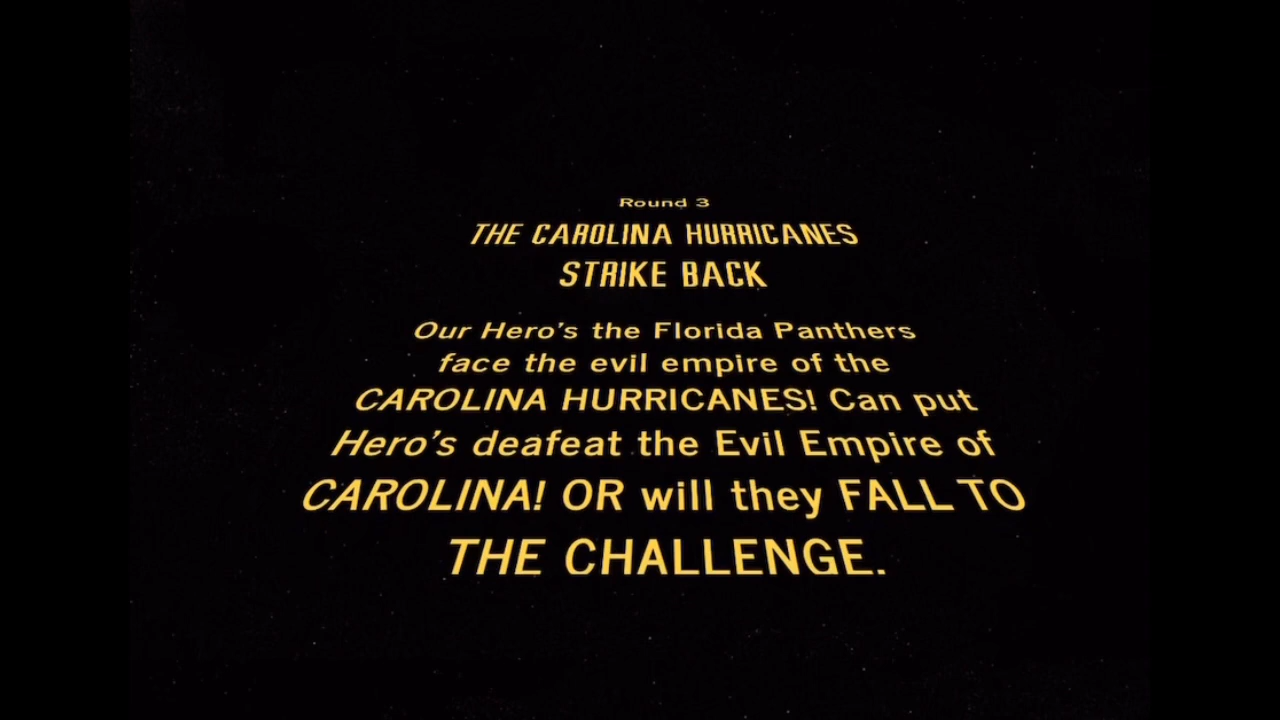 Round 3
THE CAROLINA HURRICANES
STRIKE BACK
Our Hero's the Florida Panthers
face the evil empire of the
CAROLINA HURRICANES! Can put
Hero's deafeat the Evil Empire of
CAROLINA! OR will they FALL TO
THE CHALLENGE.